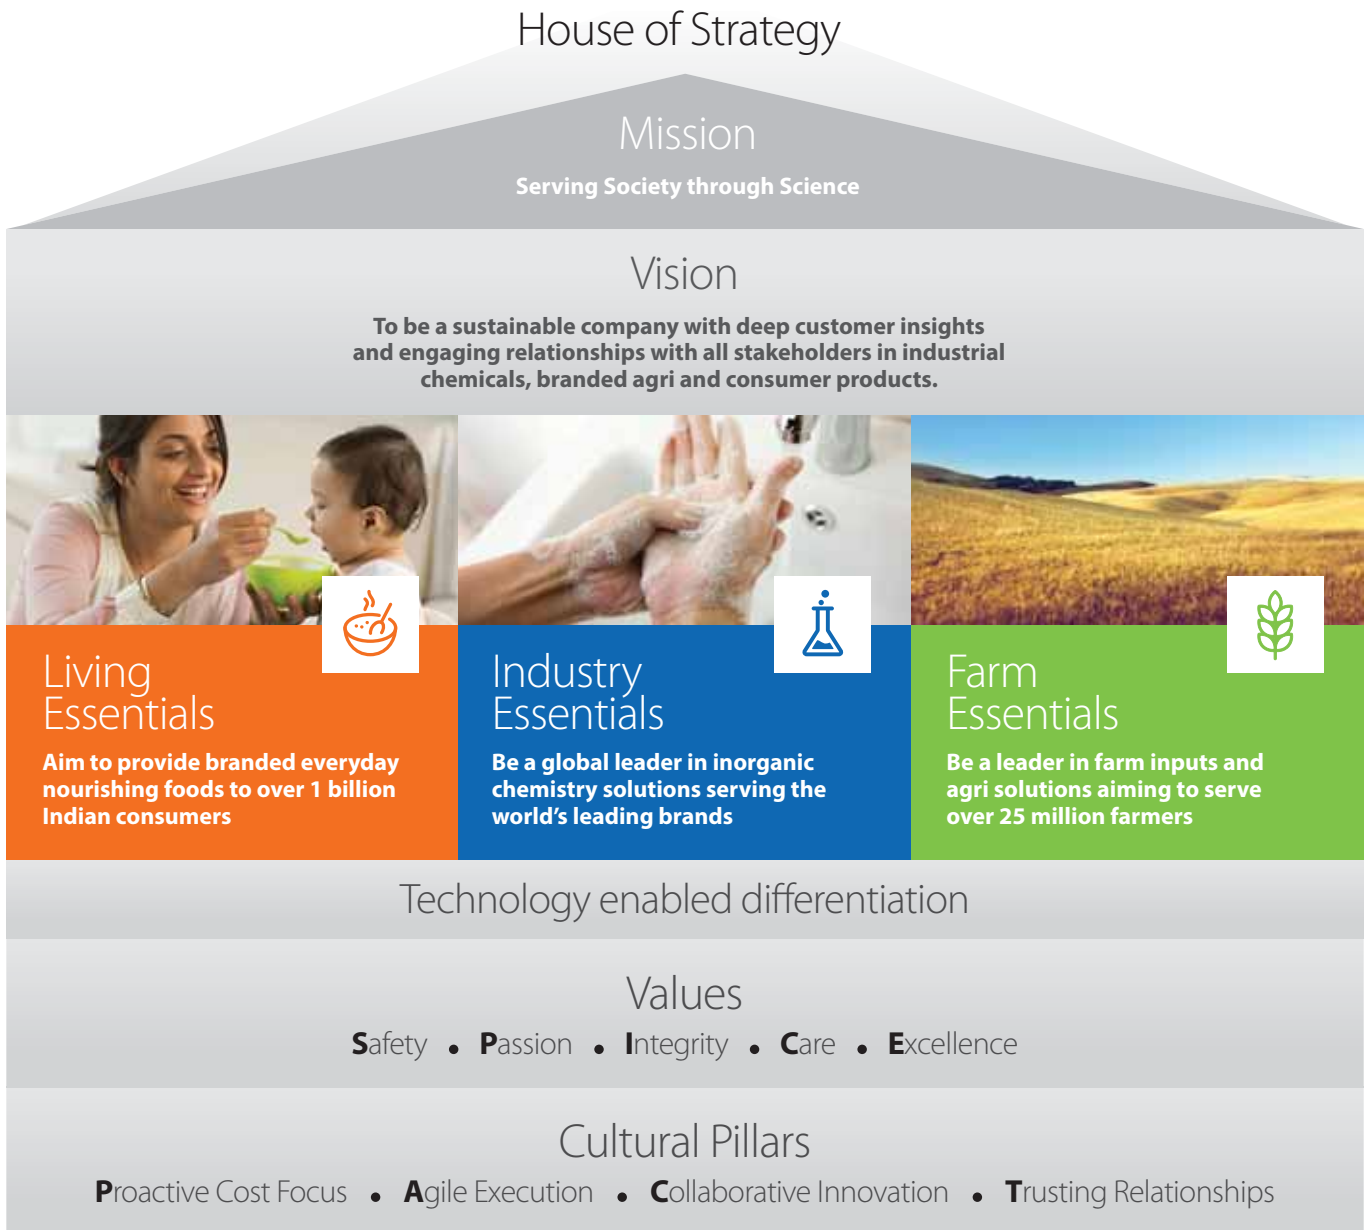 House of Strategy
Mission
Serving Society through Science
Vision
To be a sustainable company with deep customer insights
and engaging relationships with all stakeholders in industrial
chemicals, branded agri and consumer products.
Living
Essentials
Aim to provide branded everyday
nourishing foods to over 1 billion
Indian consumers
Industry
Essentials
Be a global leader in inorganic
chemistry solutions serving the
world’s leading brands
Farm
Essentials
Be a leader in farm inputs and
agri solutions aiming to serve
over 25 million farmers
Technology enabled differentiation
Values
Safety • Passion • Integrity • Care • Excellence
Cultural Pillars
Proactive Cost Focus • Agile Execution • Collaborative Innovation • Trusting Relationships